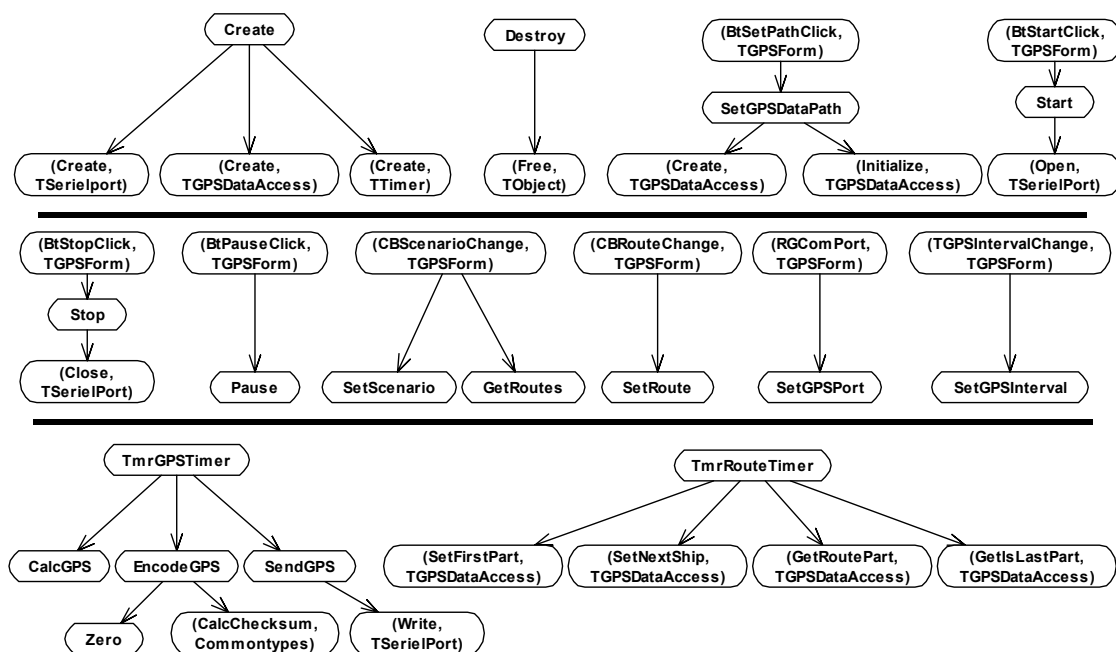 Create
Destroy
(BtSetPathClick,
TGPSForm)
(BtStartClick,
TGPSForm)
SetGPSDataPath
Start
(Create,
TSerielport)
(Create,
TGPSDataAccess)
(Create,
TTimer)
(Free,
TObject)
(Create,
TGPSDataAccess)
(Initialize,
TGPSDataAccess)
(Open,
TSerielPort)
(BtStopClick,
TGPSForm)
(BtPauseClick,
TGPSForm)
(CBScenarioChange,
TGPSForm)
(CBRouteChange,
TGPSForm)
(RGComPort,
TGPSForm)
(TGPSIntervalChange,
TGPSForm)
Stop
(Close,
TSerielPort)
Pause
SetScenario
GetRoutes
SetRoute
SetGPSPort
SetGPSInterval
TmrGPSTimer
TmrRouteTimer
CalcGPS
EncodeGPS
SendGPS
(SetFirstPart,
TGPSDataAccess)
(SetNextShip,
TGPSDataAccess)
(GetRoutePart,
TGPSDataAccess)
(GetIsLastPart,
TGPSDataAccess)
Zero
(CalcChecksum,
Commontypes)
(Write,
TSerielPort)